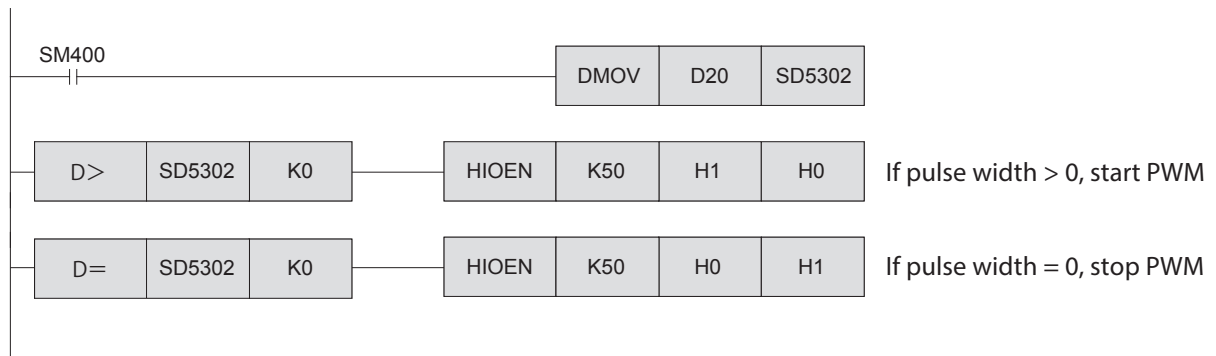 SM400
DMOV D20 SD5302
D> SD5302 K0 HIOEN K50 H1 H0 If pulse width > 0, start PWM
D= SD5302 K0 HIOEN K50 H0 H1 If pulse width = 0, stop PWM